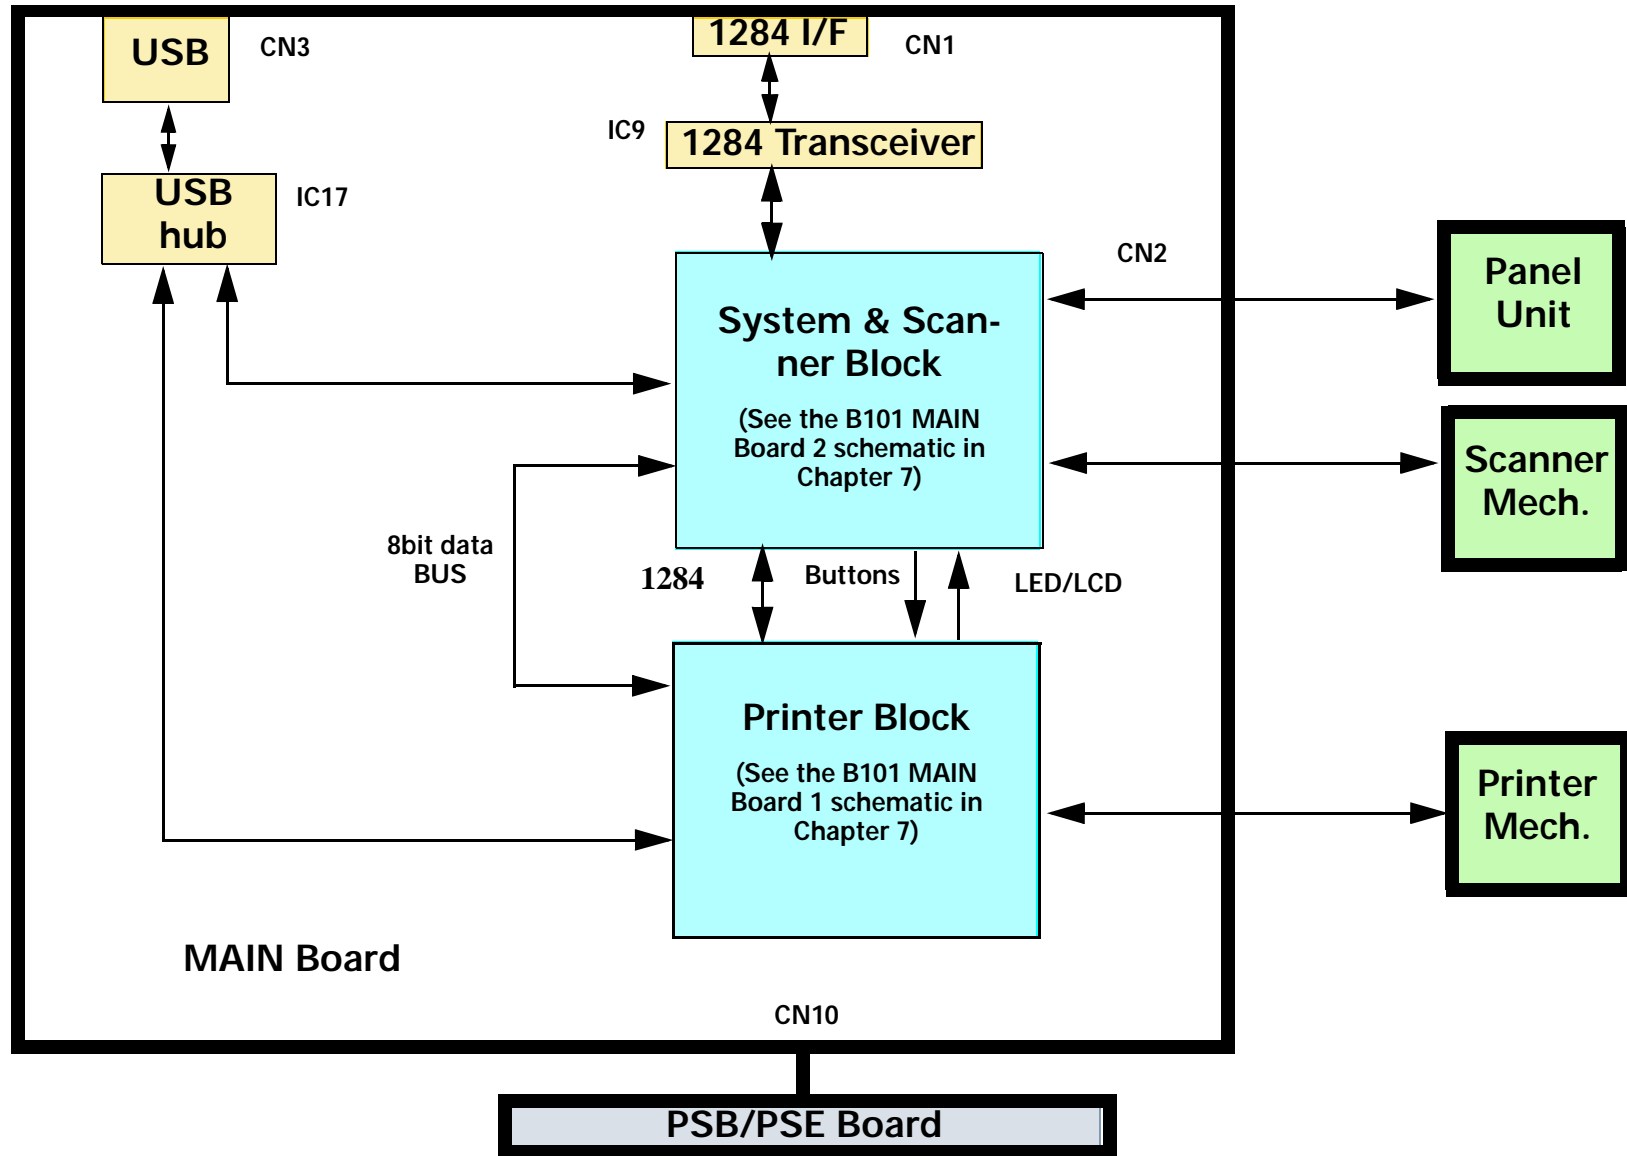 USB
CN3
1284 I/F
CN1
IC9
1284 Transceiver
USB
hub
IC17
CN2
Panel
Unit
System & Scan-
ner Block
(See the B101 MAIN
Board 2 schematic in
Chapter 7)
Scanner
Mech.
8bit data
BUS
1284
Buttons
LED/LCD
Printer Block
(See the B101 MAIN
Board 1 schematic in
Chapter 7)
Printer
Mech.
MAIN Board
CN10
PSB/PSE Board